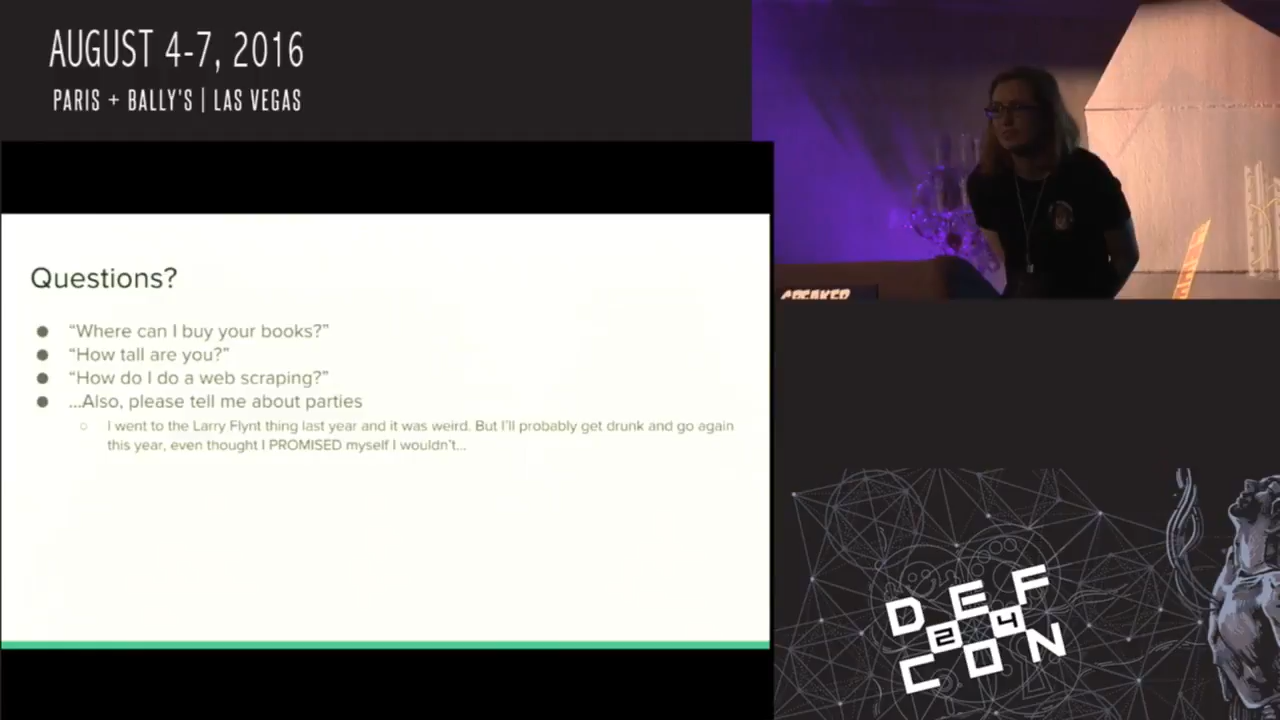 AUGUST 4-7, 2016
PARIS + BALLY'S | LAS VEGAS
SPEAKER
Questions?
“Where can I buy your books?”
“How tall are you?”
“How do I do a web scraping?”
...Also, please tell me about parties
I went to the Larry Flynt thing last year and it was weird. But I'll probably get drunk and go again
this year, even thought I PROMISED myself I wouldn't...
DEF
24
CON